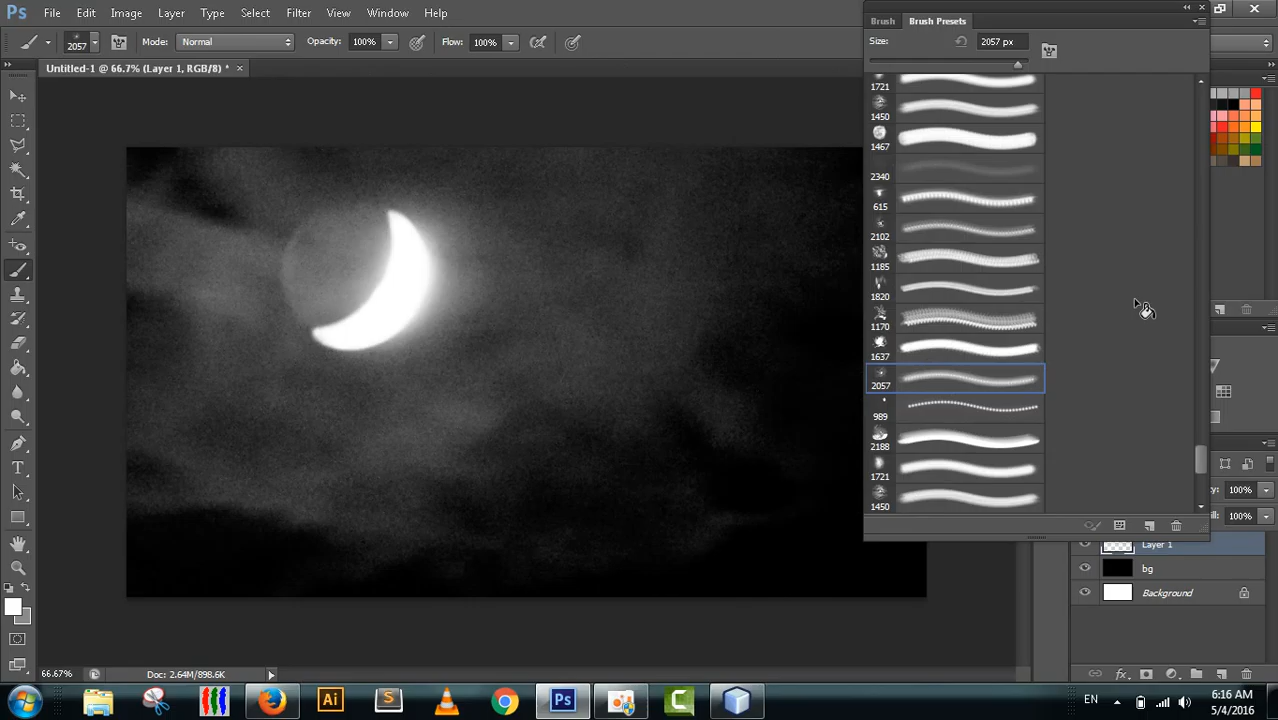 Ps File Edit Image Layer Type Select Filter View Window Help
Brush Brush Presets
2057 Mode: Normal Opacity: 100% Flow: 100%
Size: 2057 px
Untitled-1 @ 66.7% (Layer 1, RGB/8) * ×
1721
1450
1467
2340
615
2102
1185
1820
1170
1637
2057
989
2188
1721
1450
100%
100%
Layer 1
bg
Background
66.67% Doc: 2.64M/898.6K
Ai S Ps
EN
6:16 AM
5/4/2016